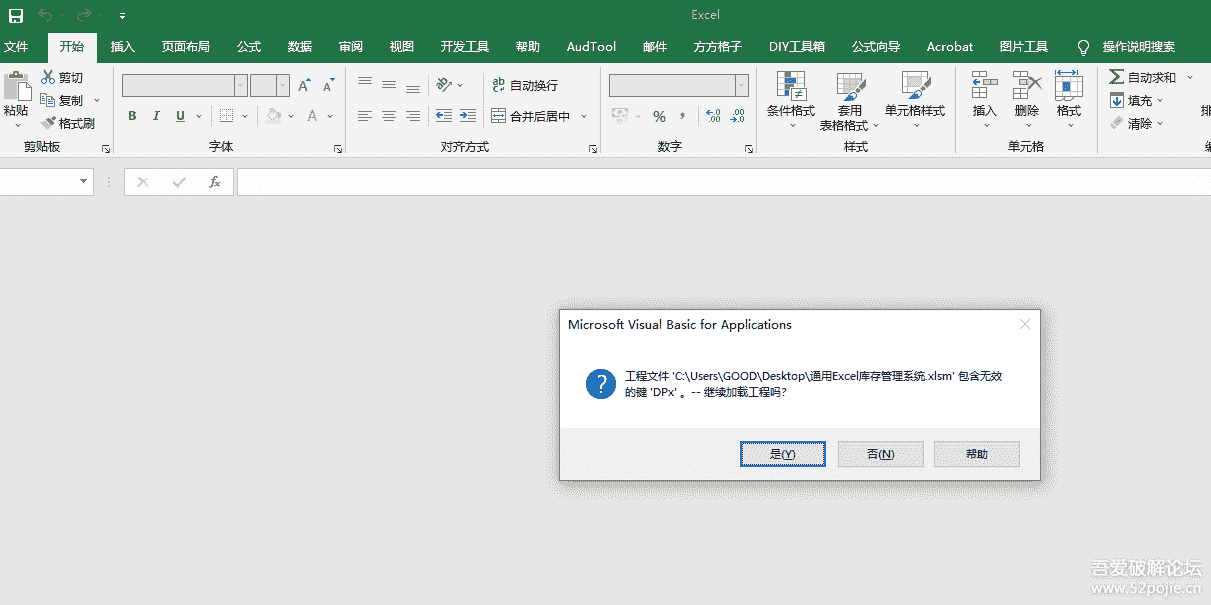 Excel
文件 开始 插入 页面布局 公式 数据 审阅 视图 开发工具 帮助 AudTool 邮件 方方格子 DIY工具箱 公式向导 Acrobat 图片工具 操作说明搜索
粘贴
剪切
复制
格式刷
剪贴板
B I U
字体
ab 自动换行
合并后居中
对齐方式
%
数字
条件格式
套用
表格格式
单元格样式
样式
插入 删除 格式
单元格
自动求和
填充
清除
fx
Microsoft Visual Basic for Applications
工程文件 'C:\Users\GOOD\Desktop\通用Excel库存管理系统.xlsm' 包含无效
的键 'DPx' 。-- 继续加载工程吗?
是(Y) 否(N) 帮助
吾爱破解论坛
www.52pojie.cn